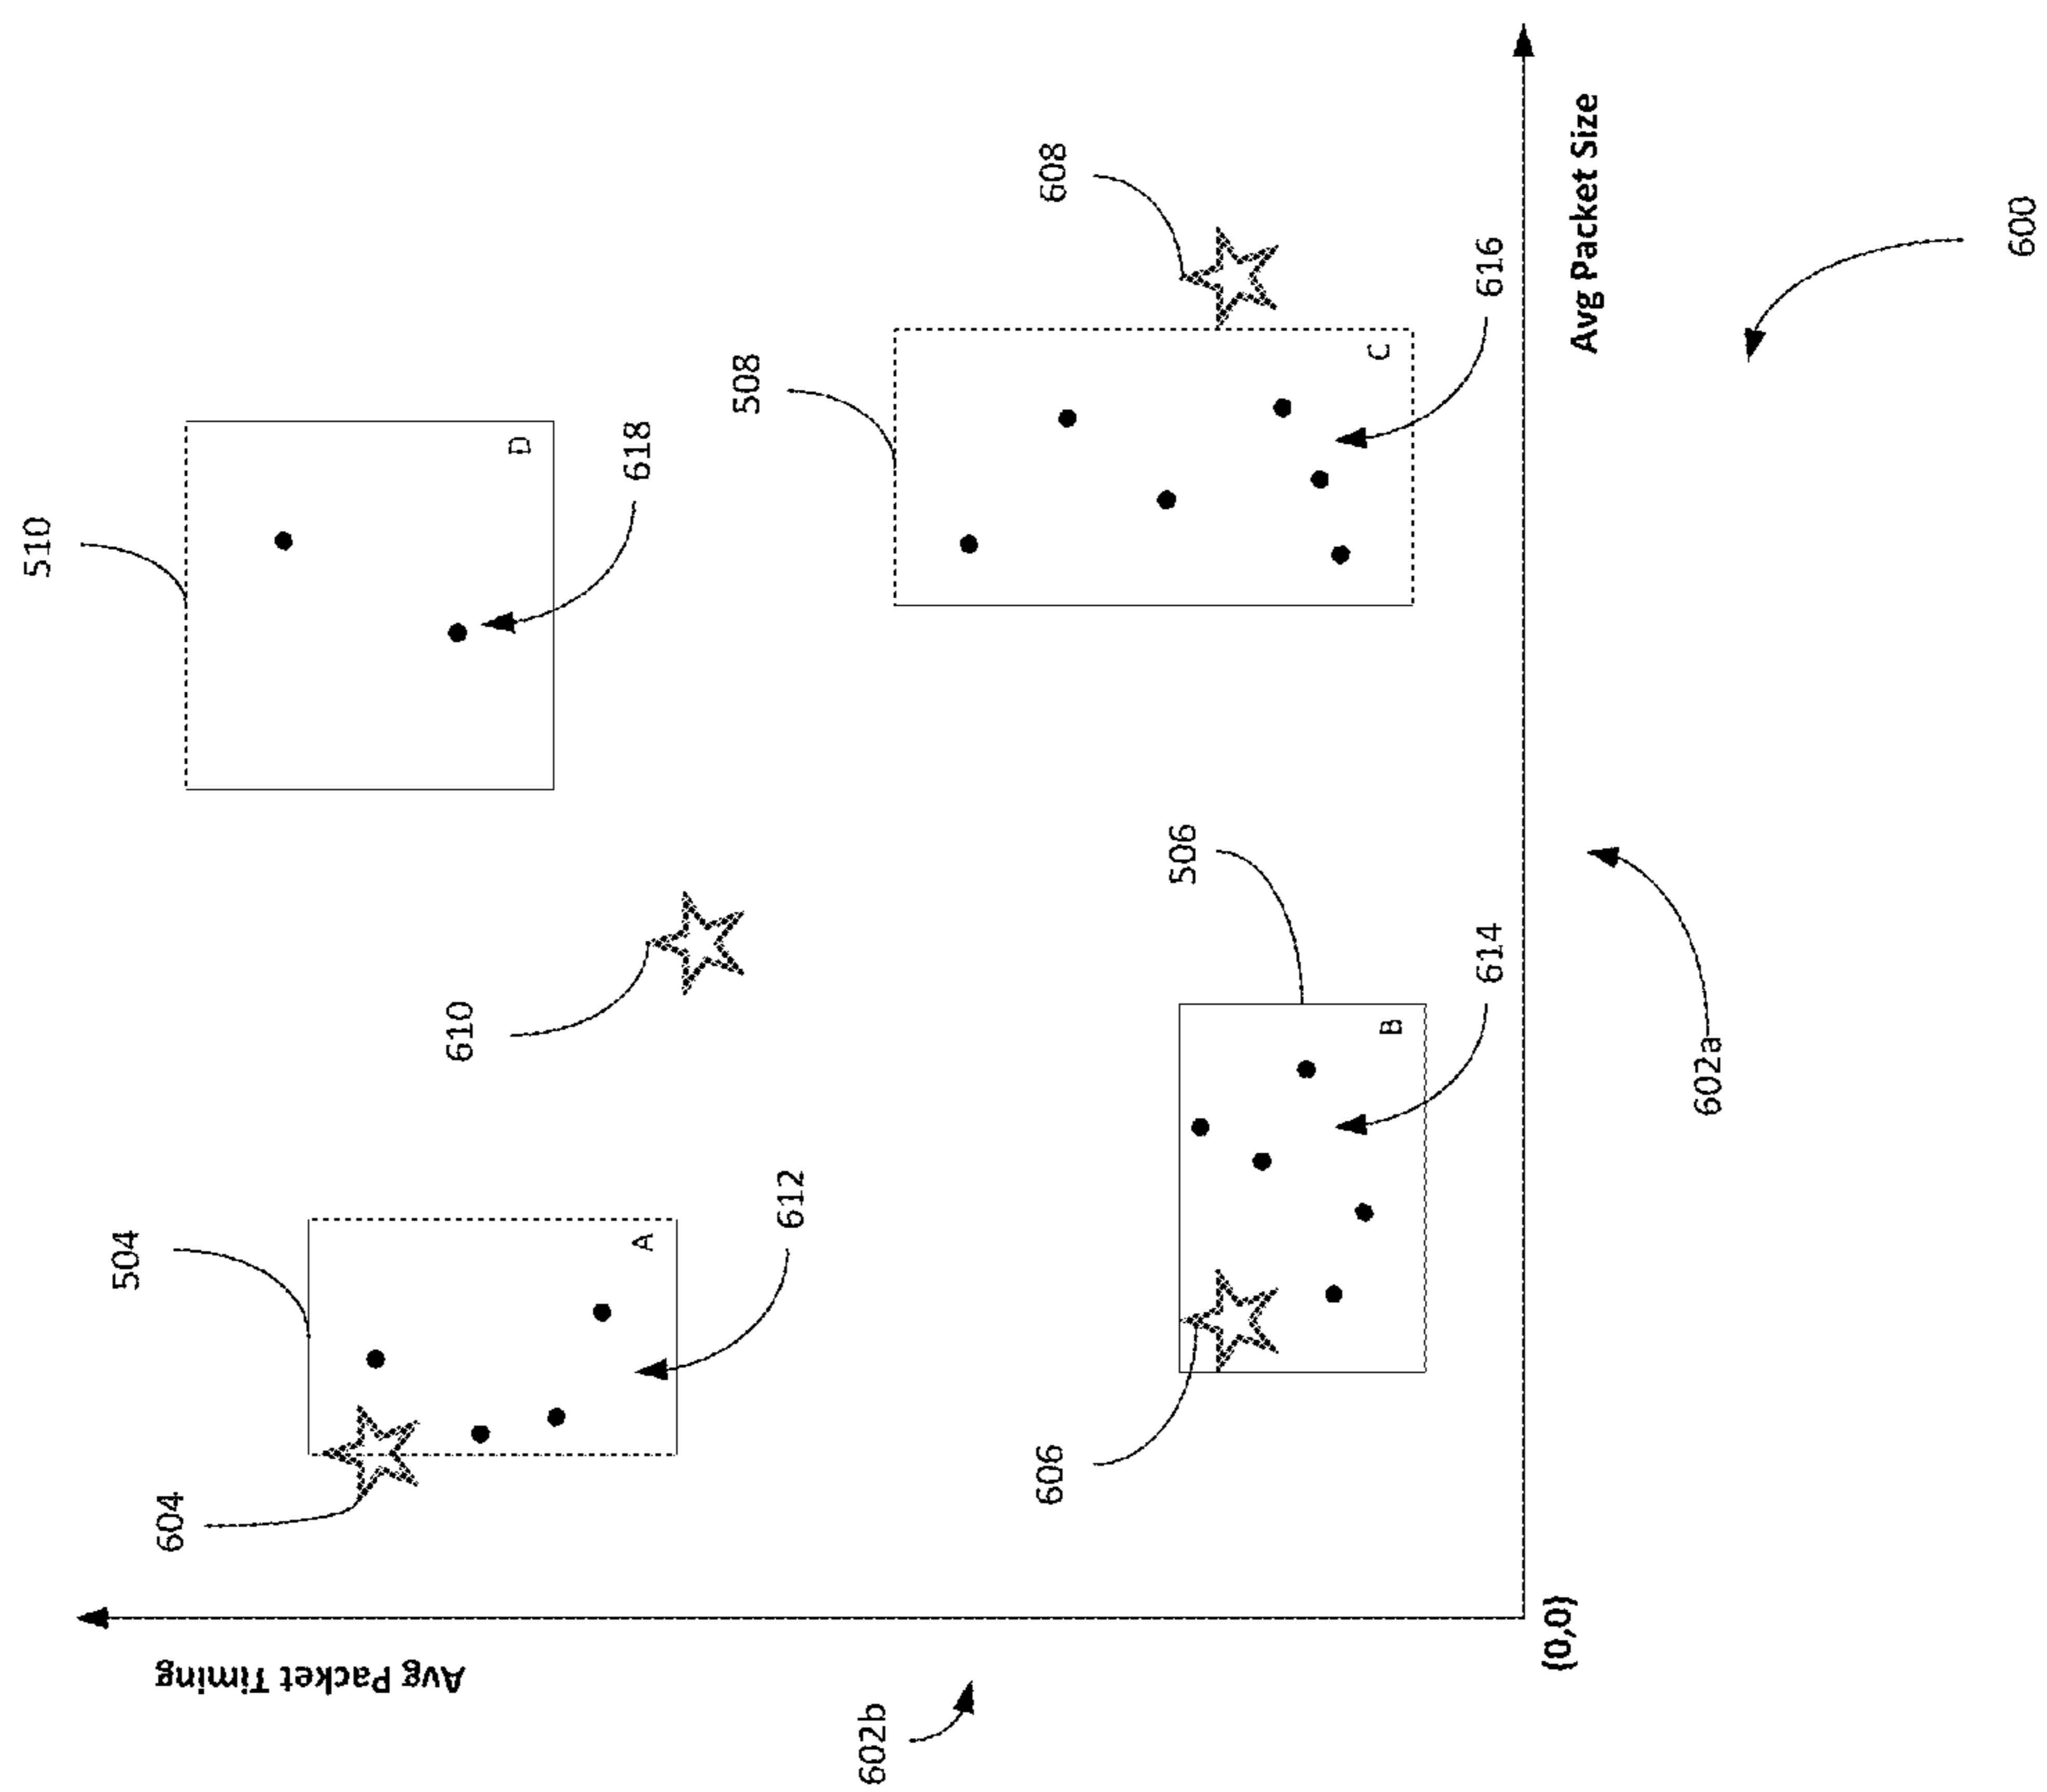 510
D
618
508
C
608
616
504
A
604
612
610
506
B
606
614
Avg Packet Timing
602b
(0,0)
Avg Packet Size
602a
600